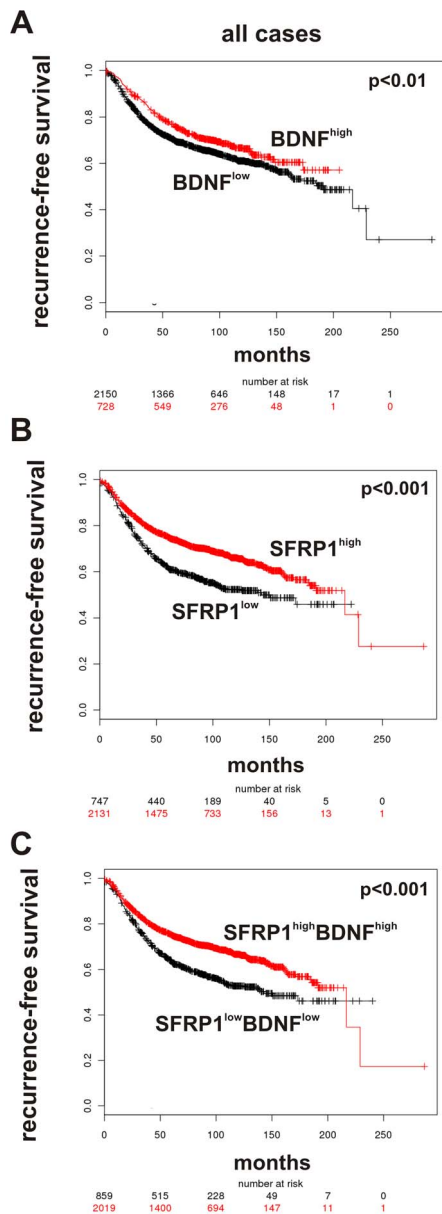 A
all cases
p<0.01
BDNF^high
BDNF^low
recurrence-free survival
1.0
0.8
0.6
0.4
0.2
0.0
0 50 100 150 200 250
months
number at risk
2150 1366 646 148 17 1
728 549 276 48 1 0
B
p<0.001
SFRP1^high
SFRP1^low
recurrence-free survival
1.0
0.8
0.6
0.4
0.2
0.0
0 50 100 150 200 250
months
number at risk
747 440 189 40 5 0
2131 1475 733 156 13 1
C
p<0.001
SFRP1^high BDNF^high
SFRP1^low BDNF^low
recurrence-free survival
1.0
0.8
0.6
0.4
0.2
0.0
0 50 100 150 200 250
months
number at risk
859 515 228 49 7 0
2019 1400 694 147 11 1